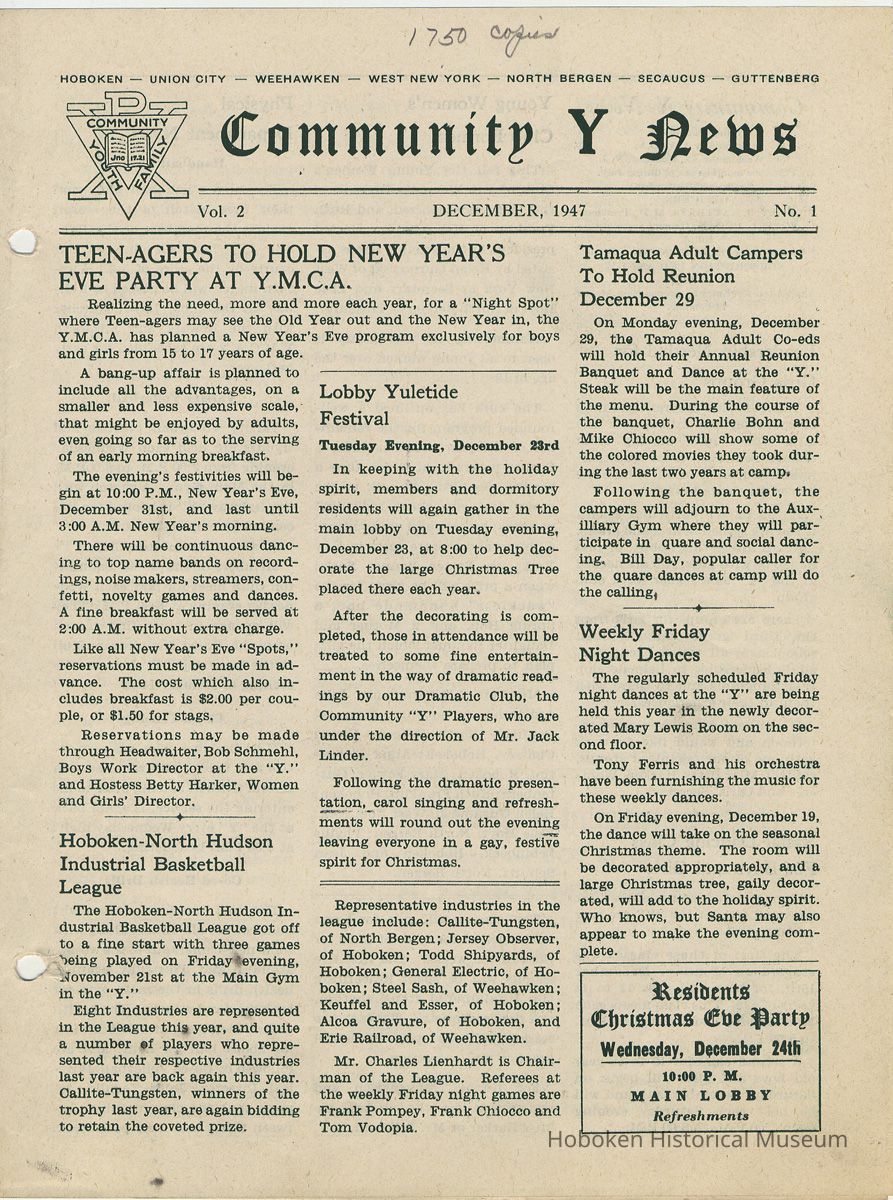 1750 copies
HOBOKEN — UNION CITY — WEEHAWKEN — WEST NEW YORK — NORTH BERGEN — SECAUCUS — GUTTENBERG
P
COMMUNITY
YOUTH
FAMILY
Jno 17.21
Community Y News
Vol. 2 DECEMBER, 1947 No. 1
TEEN-AGERS TO HOLD NEW YEAR'S
EVE PARTY AT Y.M.C.A.
Realizing the need, more and more each year, for a "Night Spot"
where Teen-agers may see the Old Year out and the New Year in, the
Y.M.C.A. has planned a New Year's Eve program exclusively for boys
and girls from 15 to 17 years of age.
A bang-up affair is planned to
include all the advantages, on a
smaller and less expensive scale,
that might be enjoyed by adults,
even going so far as to the serving
of an early morning breakfast.
The evening's festivities will be-
gin at 10:00 P.M., New Year's Eve,
December 31st, and last until
3:00 A.M. New Year's morning.
There will be continuous danc-
ing to top name bands on record-
ings, noise makers, streamers, con-
fetti, novelty games and dances.
A fine breakfast will be served at
2:00 A.M. without extra charge.
Like all New Year's Eve "Spots,"
reservations must be made in ad-
vance. The cost which also in-
cludes breakfast is $2.00 per cou-
ple, or $1.50 for stags.
Reservations may be made
through Headwaiter, Bob Schmehl,
Boys Work Director at the "Y."
and Hostess Betty Harker, Women
and Girls' Director.
Hoboken-North Hudson
Industrial Basketball
League
The Hoboken-North Hudson In-
dustrial Basketball League got off
to a fine start with three games
being played on Friday evening,
November 21st at the Main Gym
in the "Y."
Eight Industries are represented
in the League this year, and quite
a number of players who repre-
sented their respective industries
last year are back again this year.
Callite-Tungsten, winners of the
trophy last year, are again bidding
to retain the coveted prize.
Lobby Yuletide
Festival
Tuesday Evening, December 23rd
In keeping with the holiday
spirit, members and dormitory
residents will again gather in the
main lobby on Tuesday evening,
December 23, at 8:00 to help dec-
orate the large Christmas Tree
placed there each year.
After the decorating is com-
pleted, those in attendance will be
treated to some fine entertain-
ment in the way of dramatic read-
ings by our Dramatic Club, the
Community "Y" Players, who are
under the direction of Mr. Jack
Linder.
Following the dramatic presen-
tation, carol singing and refresh-
ments will round out the evening
leaving everyone in a gay, festive
spirit for Christmas.
Representative industries in the
league include: Callite-Tungsten,
of North Bergen; Jersey Observer,
of Hoboken; Todd Shipyards, of
Hoboken; General Electric, of Ho-
boken; Steel Sash, of Weehawken;
Keuffel and Esser, of Hoboken;
Alcoa Gravure, of Hoboken, and
Erie Railroad, of Weehawken.
Mr. Charles Lienhardt is Chair-
man of the League. Referees at
the weekly Friday night games are
Frank Pompey, Frank Chiocco and
Tom Vodopia.
Tamaqua Adult Campers
To Hold Reunion
December 29
On Monday evening, December
29, the Tamaqua Adult Co-eds
will hold their Annual Reunion
Banquet and Dance at the "Y."
Steak will be the main feature of
the menu. During the course of
the banquet, Charlie Bohn and
Mike Chiocco will show some of
the colored movies they took dur-
ing the last two years at camp.
Following the banquet, the
campers will adjourn to the Aux-
illiary Gym where they will par-
ticipate in quare and social danc-
ing. Bill Day, popular caller for
the quare dances at camp will do
the calling.
Weekly Friday
Night Dances
The regularly scheduled Friday
night dances at the "Y" are being
held this year in the newly decor-
ated Mary Lewis Room on the sec-
ond floor.
Tony Ferris and his orchestra
have been furnishing the music for
these weekly dances.
On Friday evening, December 19,
the dance will take on the seasonal
Christmas theme. The room will
be decorated appropriately, and a
large Christmas tree, gaily decor-
ated, will add to the holiday spirit.
Who knows, but Santa may also
appear to make the evening com-
plete.
Residents
Christmas Eve Party
Wednesday, December 24th
10:00 P. M.
MAIN LOBBY
Refreshments
Hoboken Historical Museum